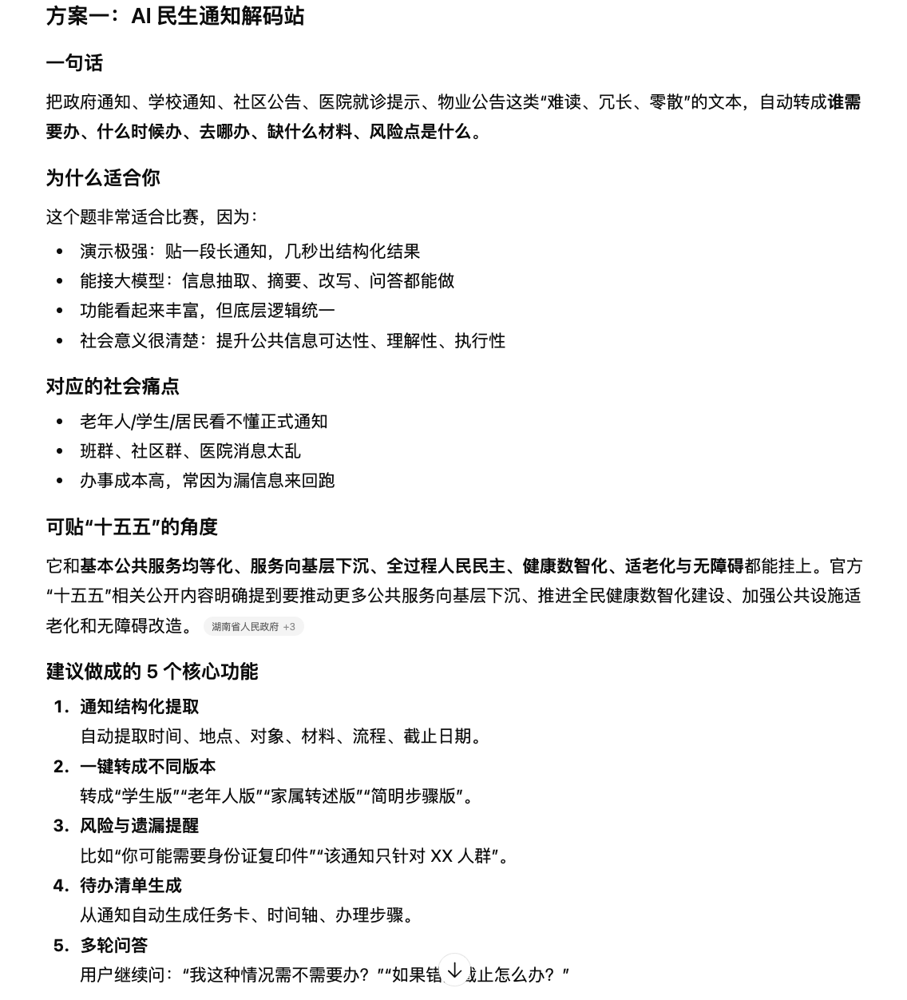 方案一：AI 民生通知解码站
一句话
把政府通知、学校通知、社区公告、医院就诊提示、物业公告这类“难读、冗长、零散”的文本，自动转成谁需
要办、什么时候办、去哪办、缺什么材料、风险点是什么。
为什么适合你
这个题非常适合比赛，因为：
• 演示极强：贴一段长通知，几秒出结构化结果
• 能接大模型：信息抽取、摘要、改写、问答都能做
• 功能看起来丰富，但底层逻辑统一
• 社会意义很清楚：提升公共信息可达性、理解性、执行性
对应的社会痛点
• 老年人/学生/居民看不懂正式通知
• 班群、社区群、医院消息太乱
• 办事成本高，常因为漏信息来回跑
可贴“十五五”的角度
它和基本公共服务均等化、服务向基层下沉、全过程人民民主、健康数智化、适老化与无障碍都能挂上。官方
“十五五”相关公开内容明确提到要推动更多公共服务向基层下沉、推进全民健康数智化建设、加强公共设施适
老化和无障碍改造。 湖南省人民政府 +3
建议做成的 5 个核心功能
1. 通知结构化提取
自动提取时间、地点、对象、材料、流程、截止日期。
2. 一键转成不同版本
转成“学生版”“老年人版”“家属转述版”“简明步骤版”。
3. 风险与遗漏提醒
比如“你可能需要身份证复印件”“该通知只针对 XX 人群”。
4. 待办清单生成
从通知自动生成任务卡、时间轴、办理步骤。
5. 多轮问答
用户继续问：“我这种情况需不需要办？”“如果错 止怎么办？”